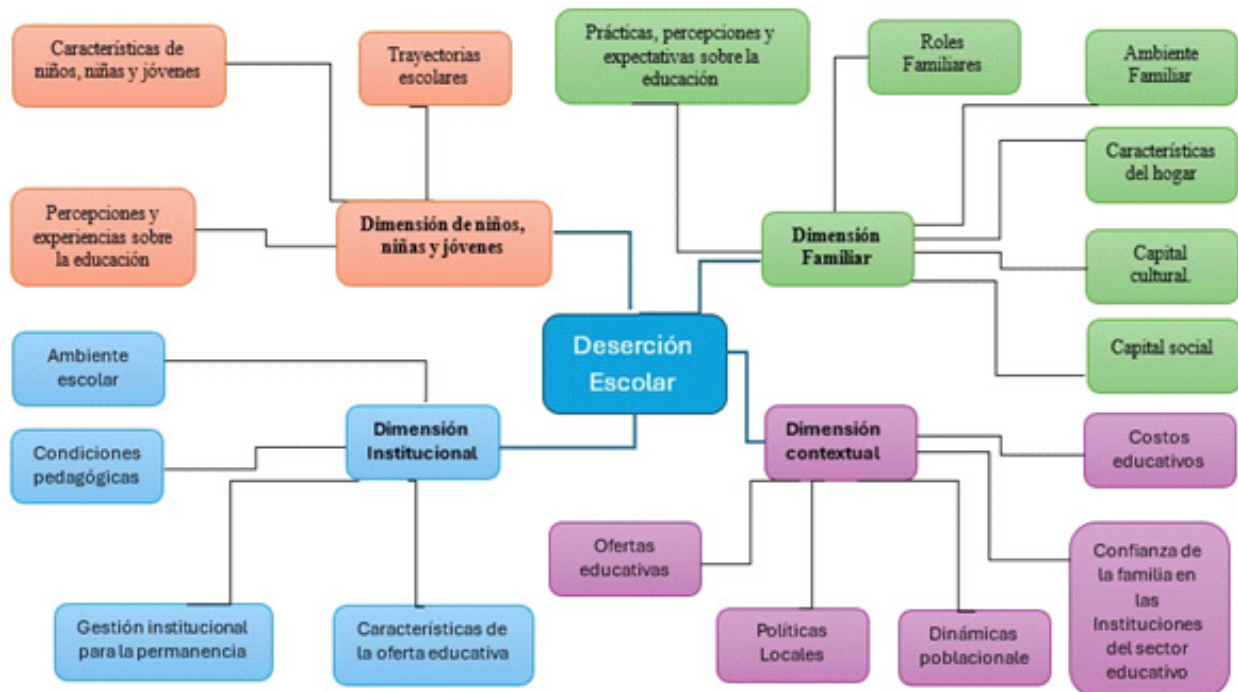 Características de
niños, niñas y jóvenes
Trayectorias
escolares
Percepciones y
experiencias sobre
la educación
Dimensión de niños,
niñas y jóvenes
Prácticas, percepciones y
expectativas sobre la
educación
Roles
Familiares
Ambiente
Familiar
Características
del hogar
Dimensión
Familiar
Capital
cultural.
Capital social
Deserción
Escolar
Ambiente
escolar
Dimensión
Institucional
Condiciones
pedagógicas
Gestión institucional
para la permanencia
Características de
la oferta educativa
Dimensión
contextual
Costos
educativos
Ofertas
educativas
Políticas
Locales
Dinámicas
poblacionale
Confianza de
la familia en
las
Instituciones
del sector
educativo